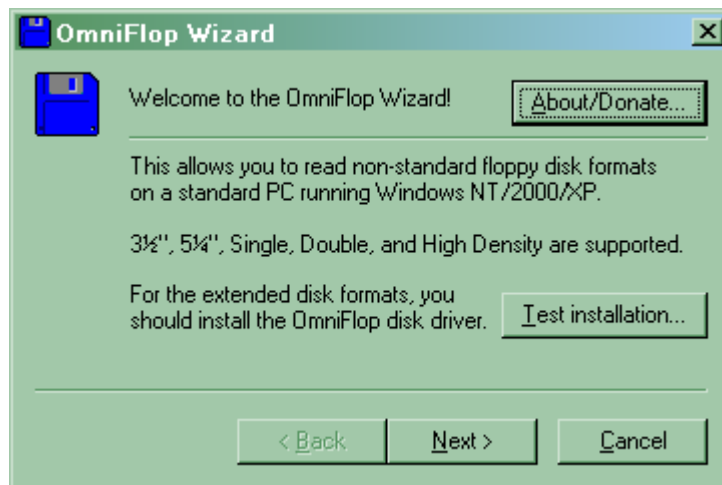 OmniFlop Wizard
Welcome to the OmniFlop Wizard!
About/Donate...
This allows you to read non-standard floppy disk formats
on a standard PC running Windows NT/2000/XP.
3½", 5¼", Single, Double, and High Density are supported.
For the extended disk formats, you
should install the OmniFlop disk driver.
Test installation...
< Back
Next >
Cancel